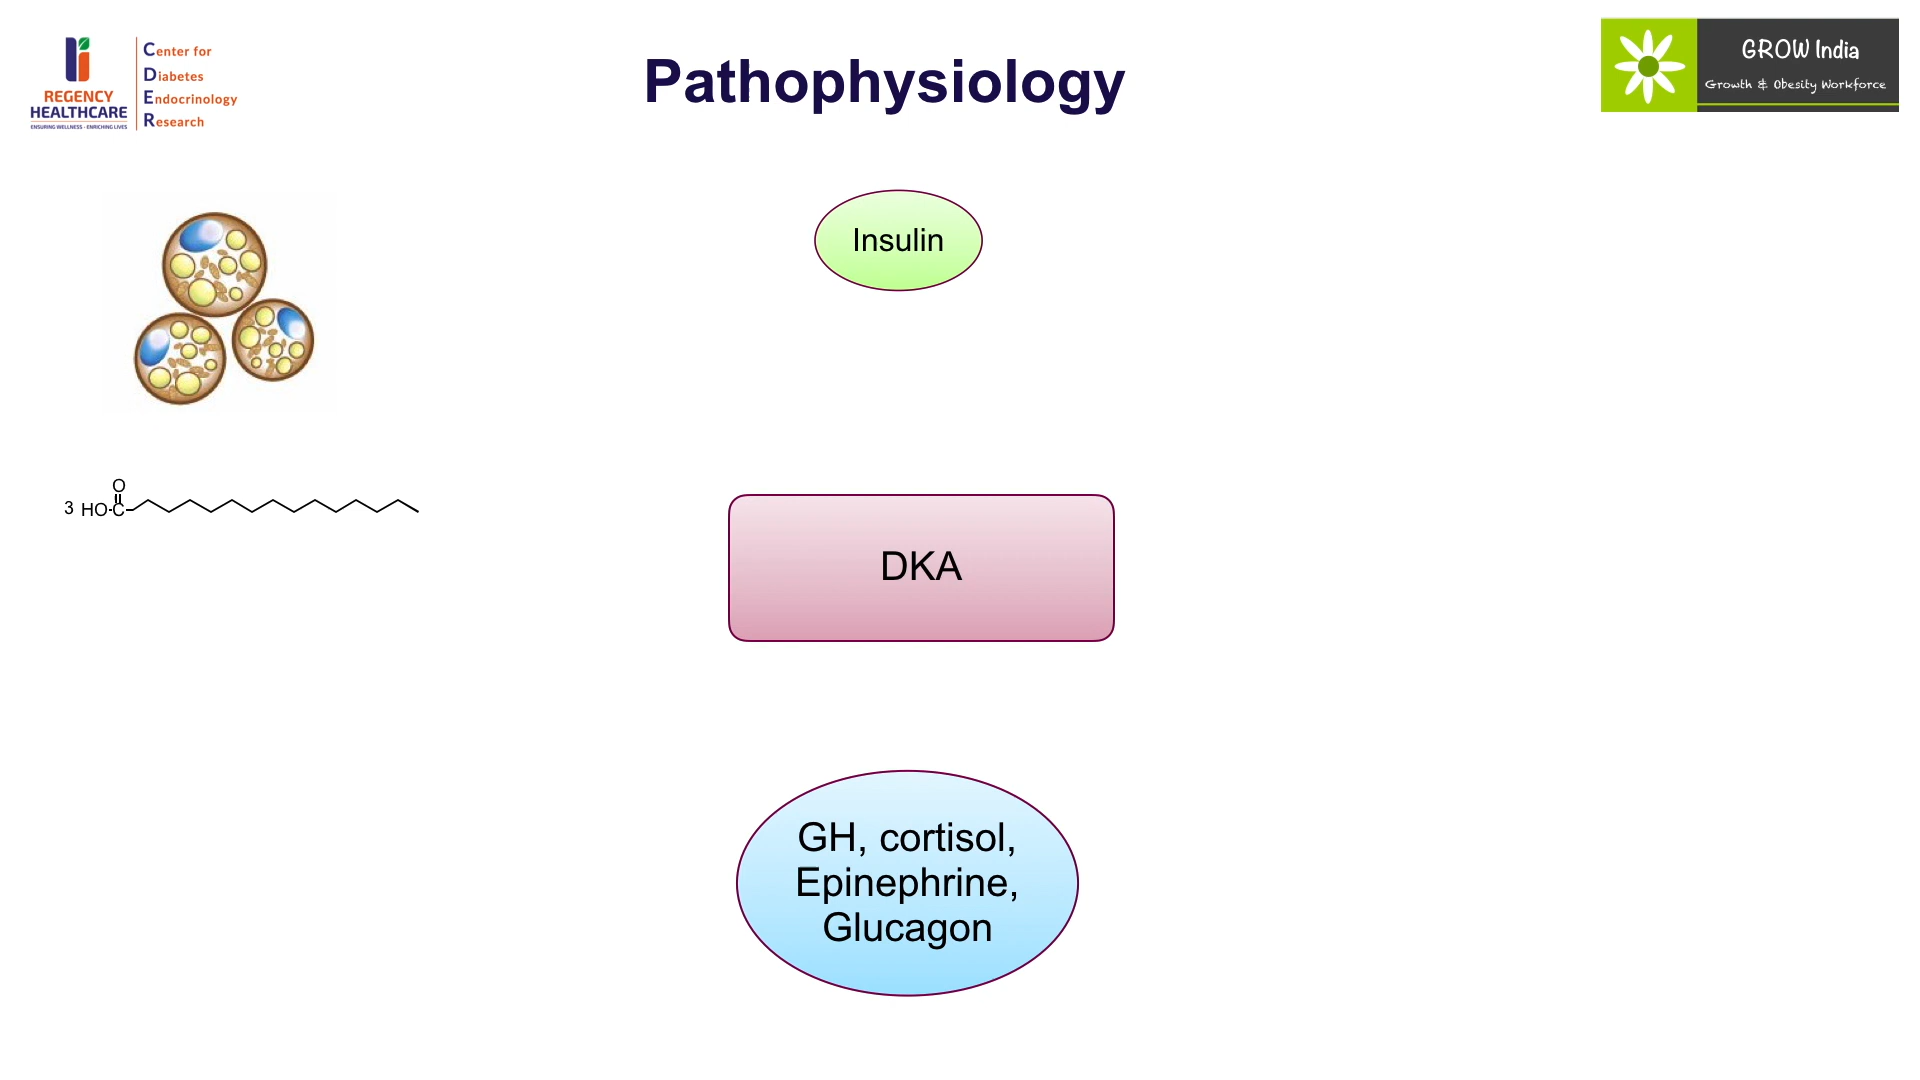 REGENCY
HEALTHCARE
ENSURING WELLNESS - ENRICHING LIVES
Center for
Diabetes
Endocrinology
Research
Pathophysiology
GROW India
Growth & Obesity Workforce
Insulin
O
3 HO-C
DKA
GH, cortisol,
Epinephrine,
Glucagon